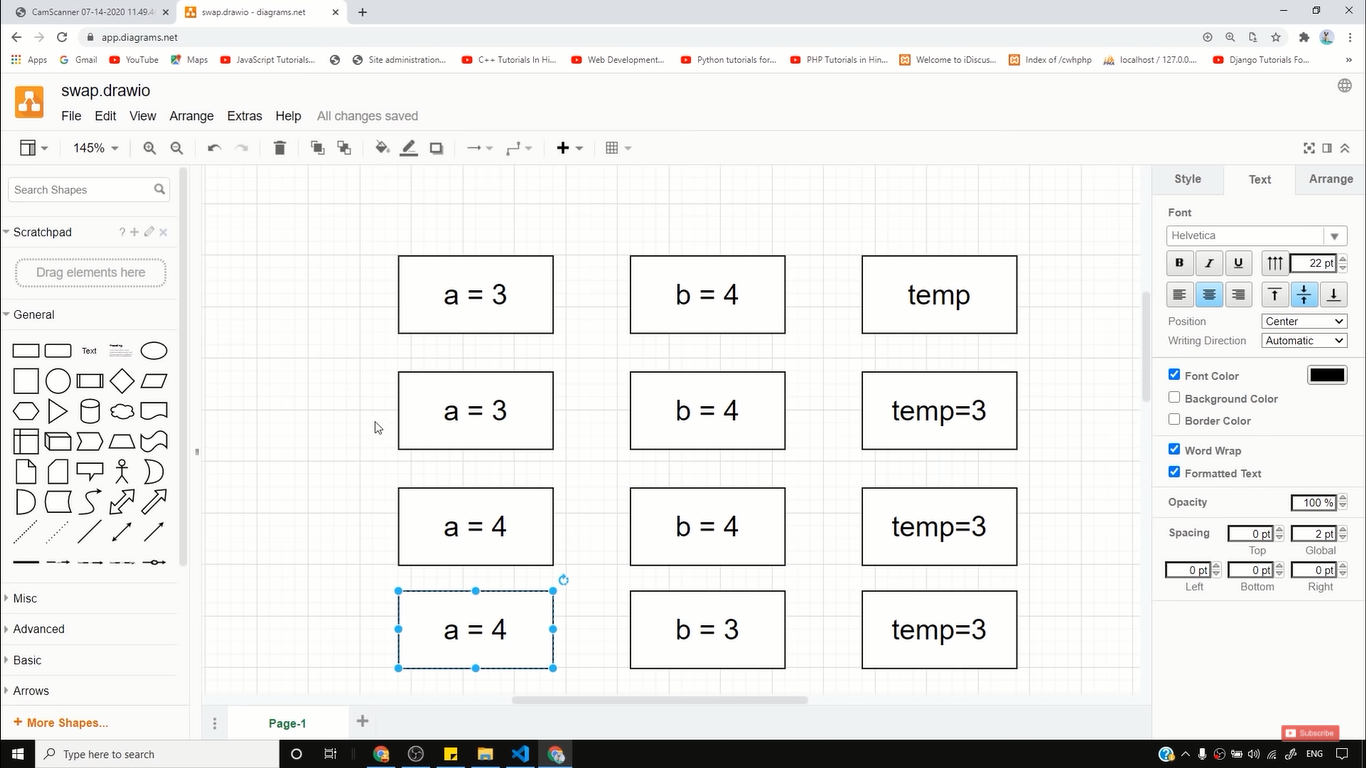 CamScanner 07-14-2020 11.49.4
swap.drawio - diagrams.net
app.diagrams.net
Apps
Gmail
YouTube
Maps
JavaScript Tutorials...
Site administration...
C++ Tutorials In Hi...
Web Development...
Python tutorials for...
PHP Tutorials in Hin...
Welcome to iDiscus...
Index of /cwhphp
localhost / 127.0.0....
Django Tutorials Fo...
swap.drawio
File Edit View Arrange Extras Help All changes saved
145%
Search Shapes
Scratchpad
Drag elements here
General
Text
Heading
Misc
Advanced
Basic
Arrows
+ More Shapes...
a = 3 b = 4 temp
a = 3 b = 4 temp=3
a = 4 b = 4 temp=3
a = 4 b = 3 temp=3
Page-1
Style Text Arrange
Font
Helvetica
B I U 22 pt
Position Center
Writing Direction Automatic
Font Color
Background Color
Border Color
Word Wrap
Formatted Text
Opacity 100 %
Spacing 0 pt 2 pt
Top Global
0 pt 0 pt 0 pt
Left Bottom Right
Subscribe
Type here to search
ENG